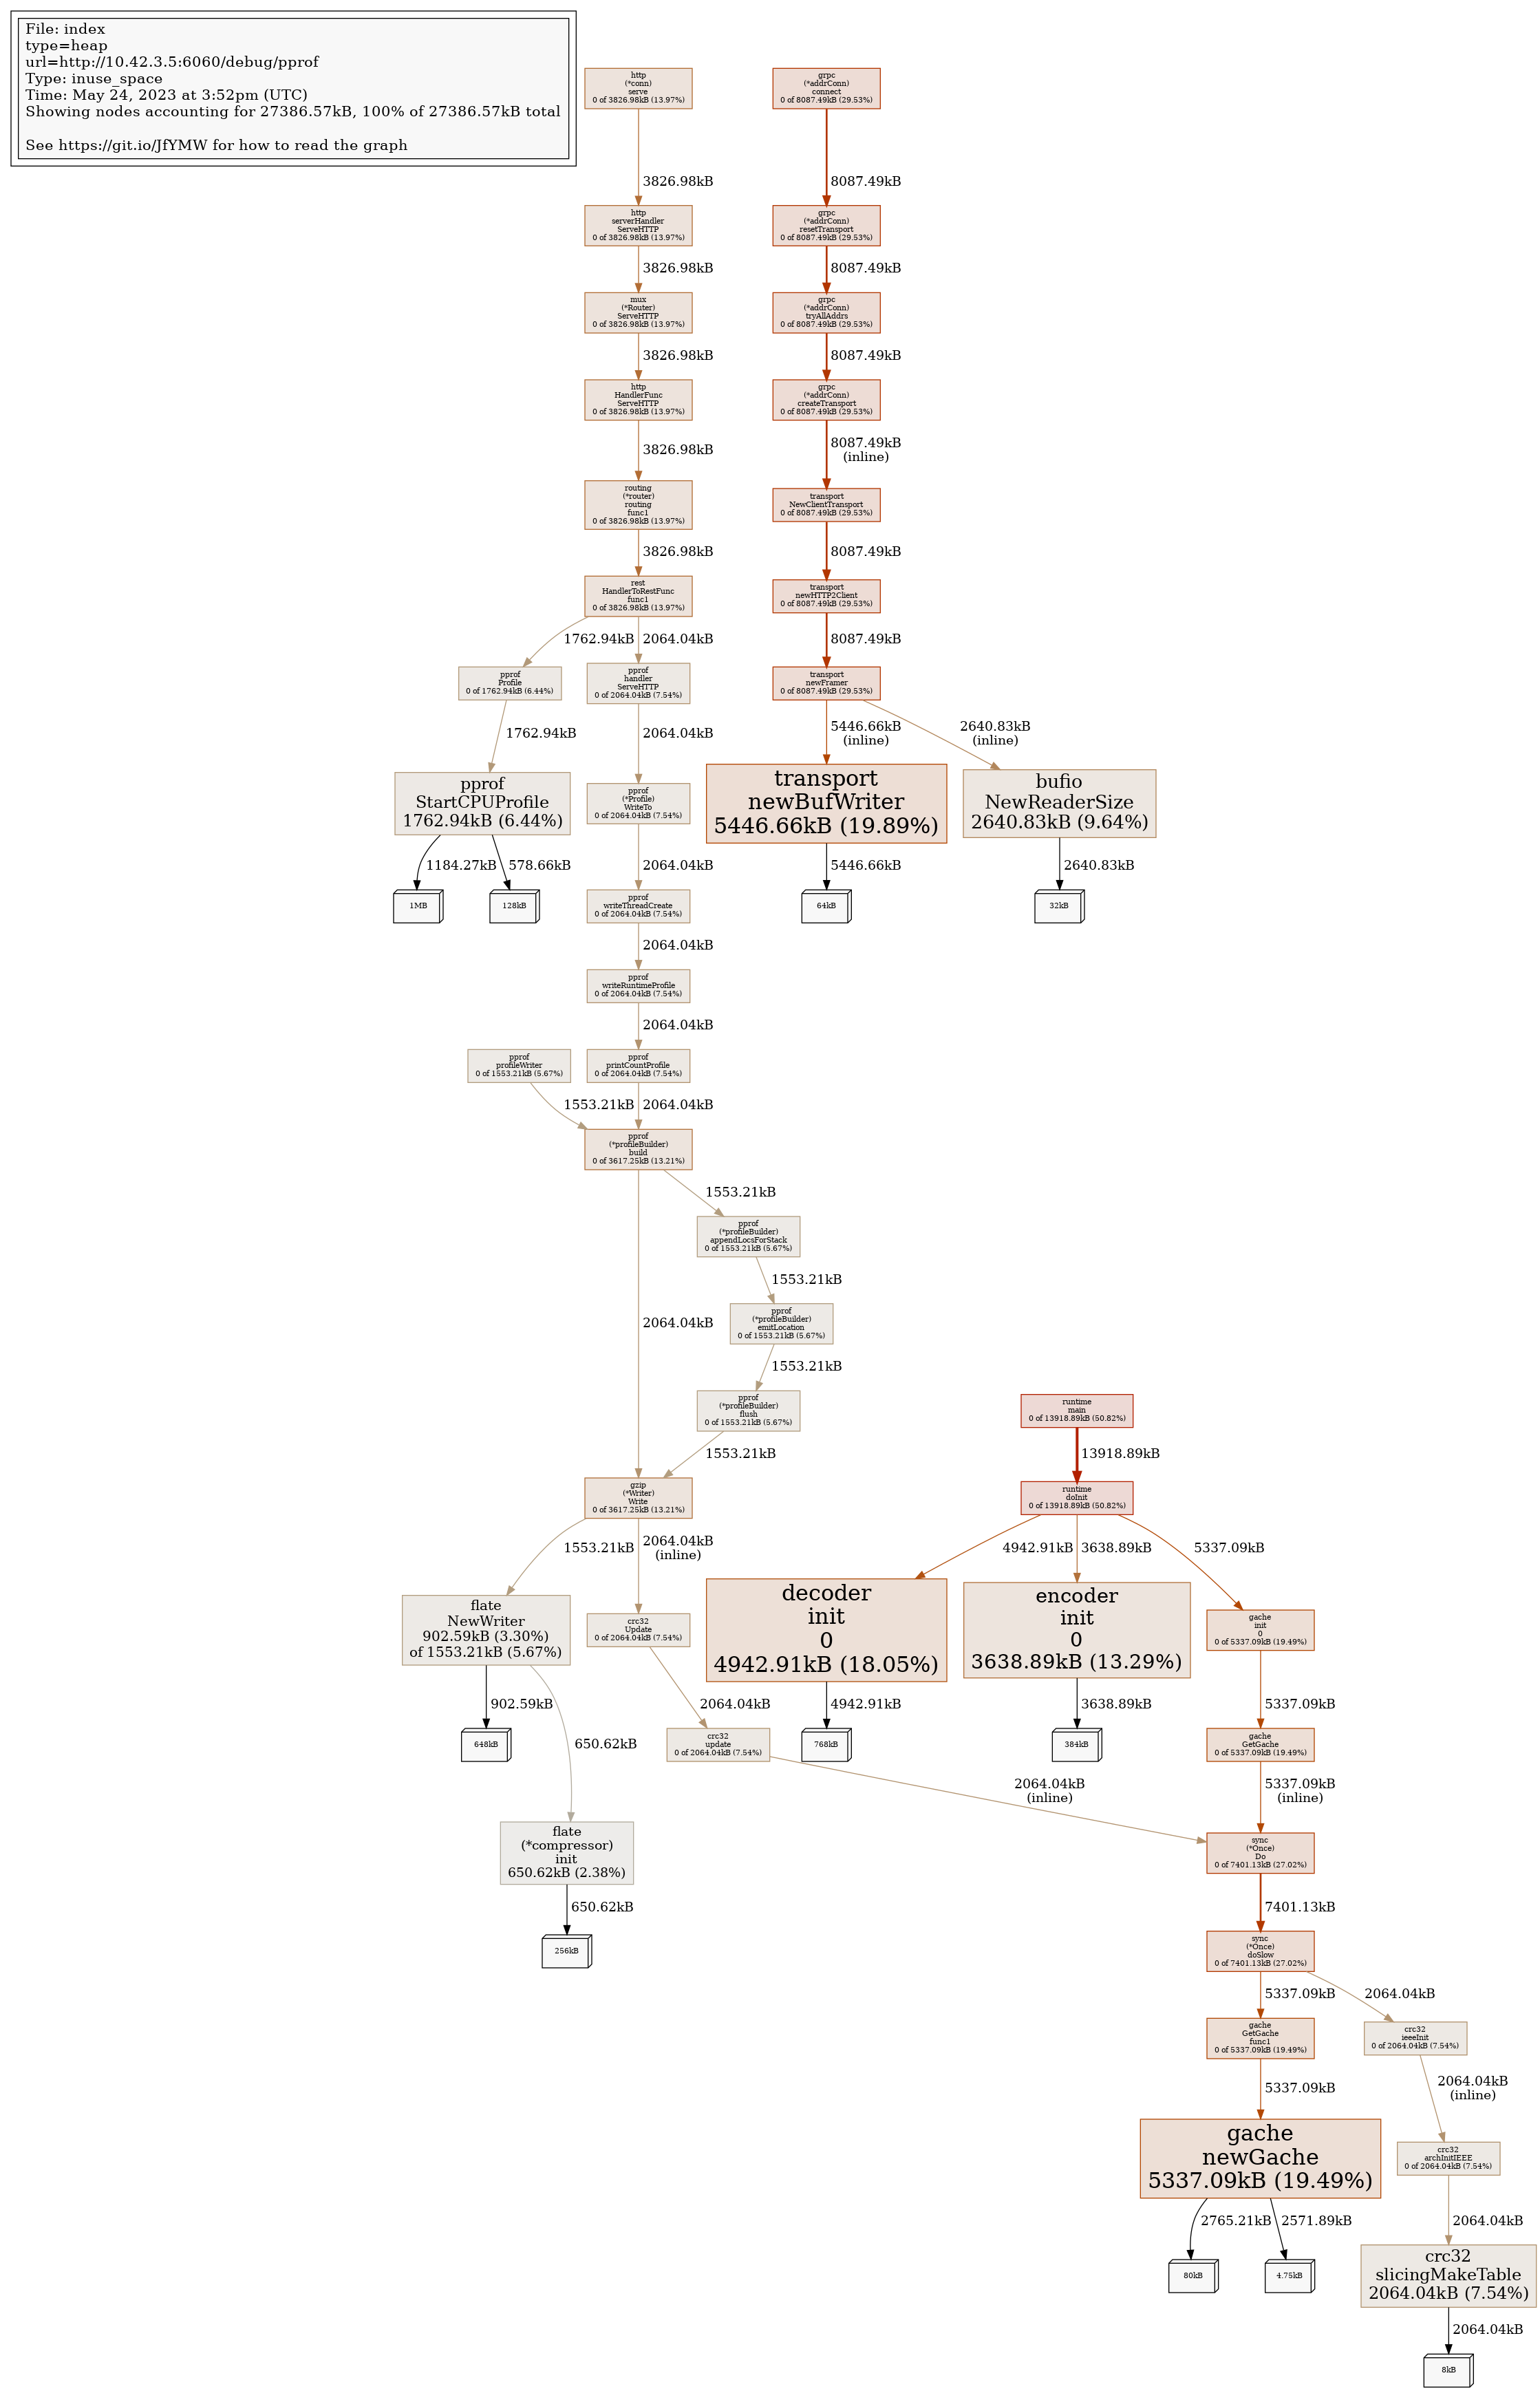 File: index
type=heap
url=http://10.42.3.5:6060/debug/pprof
Type: inuse_space
Time: May 24, 2023 at 3:52pm (UTC)
Showing nodes accounting for 27386.57kB, 100% of 27386.57kB total
See https://git.io/JfYMW for how to read the graph
http
(*conn)
serve
0 of 3826.98kB (13.97%)
3826.98kB
http
serverHandler
ServeHTTP
0 of 3826.98kB (13.97%)
3826.98kB
mux
(*Router)
ServeHTTP
0 of 3826.98kB (13.97%)
3826.98kB
http
HandlerFunc
ServeHTTP
0 of 3826.98kB (13.97%)
3826.98kB
routing
(*router)
routing
func1
0 of 3826.98kB (13.97%)
3826.98kB
rest
HandlerToRestFunc
func1
0 of 3826.98kB (13.97%)
1762.94kB
2064.04kB
pprof
Profile
0 of 1762.94kB (6.44%)
1762.94kB
pprof
StartCPUProfile
1762.94kB (6.44%)
1184.27kB
578.66kB
1MB
128kB
pprof
handler
ServeHTTP
0 of 2064.04kB (7.54%)
2064.04kB
pprof
(*Profile)
WriteTo
0 of 2064.04kB (7.54%)
2064.04kB
pprof
writeThreadCreate
0 of 2064.04kB (7.54%)
2064.04kB
pprof
writeRuntimeProfile
0 of 2064.04kB (7.54%)
2064.04kB
pprof
printCountProfile
0 of 2064.04kB (7.54%)
2064.04kB
pprof
profileWriter
0 of 1553.21kB (5.67%)
1553.21kB
pprof
(*profileBuilder)
build
0 of 3617.25kB (13.21%)
1553.21kB
2064.04kB
pprof
(*profileBuilder)
appendLocsForStack
0 of 1553.21kB (5.67%)
1553.21kB
pprof
(*profileBuilder)
emitLocation
0 of 1553.21kB (5.67%)
1553.21kB
pprof
(*profileBuilder)
flush
0 of 1553.21kB (5.67%)
1553.21kB
gzip
(*Writer)
Write
0 of 3617.25kB (13.21%)
1553.21kB
2064.04kB
(inline)
flate
NewWriter
902.59kB (3.30%)
of 1553.21kB (5.67%)
902.59kB
648kB
650.62kB
flate
(*compressor)
init
650.62kB (2.38%)
650.62kB
256kB
crc32
Update
0 of 2064.04kB (7.54%)
2064.04kB
crc32
update
0 of 2064.04kB (7.54%)
2064.04kB
(inline)
grpc
(*addrConn)
connect
0 of 8087.49kB (29.53%)
8087.49kB
grpc
(*addrConn)
resetTransport
0 of 8087.49kB (29.53%)
8087.49kB
grpc
(*addrConn)
tryAllAddrs
0 of 8087.49kB (29.53%)
8087.49kB
grpc
(*addrConn)
createTransport
0 of 8087.49kB (29.53%)
8087.49kB
(inline)
transport
NewClientTransport
0 of 8087.49kB (29.53%)
8087.49kB
transport
newHTTP2Client
0 of 8087.49kB (29.53%)
8087.49kB
transport
newFramer
0 of 8087.49kB (29.53%)
5446.66kB
(inline)
2640.83kB
(inline)
transport
newBufWriter
5446.66kB (19.89%)
5446.66kB
64kB
bufio
NewReaderSize
2640.83kB (9.64%)
2640.83kB
32kB
runtime
main
0 of 13918.89kB (50.82%)
13918.89kB
runtime
doInit
0 of 13918.89kB (50.82%)
4942.91kB
3638.89kB
5337.09kB
decoder
init
0
4942.91kB (18.05%)
4942.91kB
768kB
encoder
init
0
3638.89kB (13.29%)
3638.89kB
384kB
gache
init
0
0 of 5337.09kB (19.49%)
5337.09kB
gache
GetGache
0 of 5337.09kB (19.49%)
5337.09kB
(inline)
sync
(*Once)
Do
0 of 7401.13kB (27.02%)
7401.13kB
sync
(*Once)
doSlow
0 of 7401.13kB (27.02%)
5337.09kB
2064.04kB
gache
GetGache
func1
0 of 5337.09kB (19.49%)
5337.09kB
gache
newGache
5337.09kB (19.49%)
2765.21kB
2571.89kB
80kB
4.75kB
crc32
ieeeInit
0 of 2064.04kB (7.54%)
2064.04kB
(inline)
crc32
archInitIEEE
0 of 2064.04kB (7.54%)
2064.04kB
crc32
slicingMakeTable
2064.04kB (7.54%)
2064.04kB
8kB